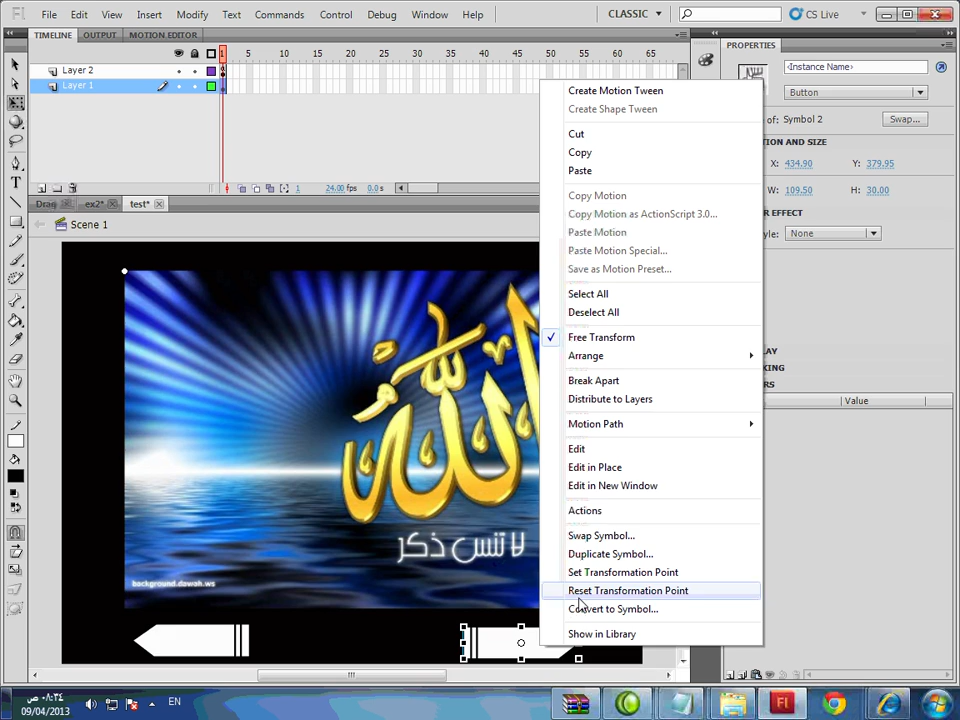 File Edit View Insert Modify Text Commands Control Debug Window Help
CLASSIC
CS Live
TIMELINE OUTPUT MOTION EDITOR
1 5 10 15 20 25 30 35 40 45 50 55 60 65
Layer 2
Layer 1
1 24.00 fps 0.0 s
Drag ex2* test*
Scene 1
الله
لا تنس ذكر
background.dawah.ws
Create Motion Tween
Create Shape Tween
Cut
Copy
Paste
Copy Motion
Copy Motion as ActionScript 3.0...
Paste Motion
Paste Motion Special...
Save as Motion Preset...
Select All
Deselect All
Free Transform
Arrange
Break Apart
Distribute to Layers
Motion Path
Edit
Edit in Place
Edit in New Window
Actions
Swap Symbol...
Duplicate Symbol...
Set Transformation Point
Reset Transformation Point
Convert to Symbol...
Show in Library
PROPERTIES
<Instance Name>
Button
of: Symbol 2 Swap...
TION AND SIZE
X: 434.90 Y: 379.95
W: 109.50 H: 30.00
R EFFECT
yle: None
LAY
KING
RS
Value
EN
٠٨:٣٤ ص
09/04/2013